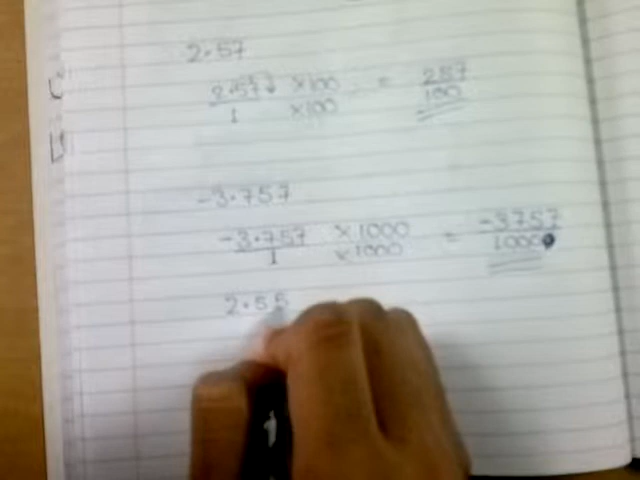 2.57
2.57 ×100 = 257
1 ×100 100
-3.757
-3.757 ×1000 = -3757
1 ×1000 1000
2.55